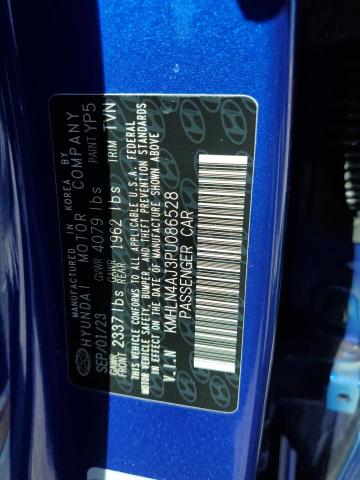 MANUFACTURED IN KOREA BY
HYUNDAI MOTOR COMPANY
SEP/01/23 GVWR 4079 lbs PAINT YP5
GAWR FRONT 2337 lbs GAWR REAR 1962 lbs TRIM TVN
THIS VEHICLE CONFORMS TO ALL APPLICABLE U.S.A. FEDERAL
MOTOR VEHICLE SAFETY, BUMPER, AND THEFT PREVENTION STANDARDS
IN EFFECT ON THE DATE OF MANUFACTURE SHOWN ABOVE.
V.I.N KMHLN4AJ3PU086528
PASSENGER CAR